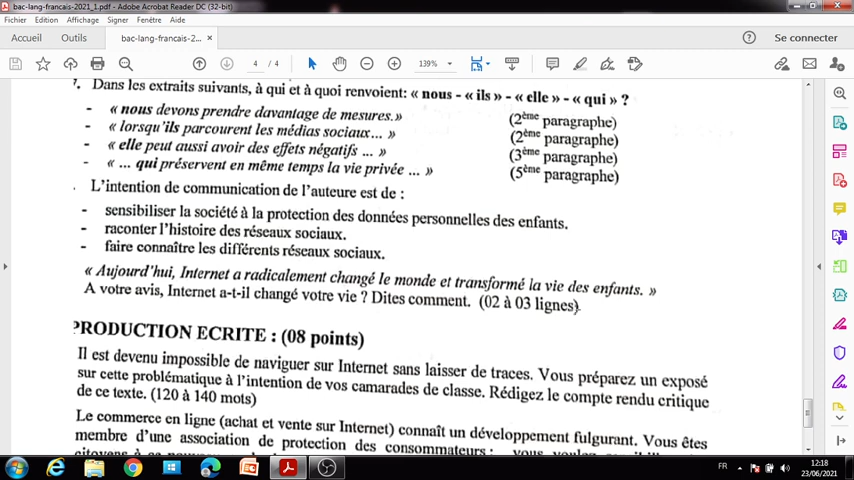 bac-lang-francais-2021_1.pdf - Adobe Acrobat Reader DC (32-bit)
Fichier Edition Affichage Signer Fenêtre Aide
Accueil Outils bac-lang-francais-2... × Se connecter
4 / 4 139%
7. Dans les extraits suivants, à qui et à quoi renvoient: « nous - « ils » - « elle » - « qui » ?
- « nous devons prendre davantage de mesures.» (2ème paragraphe)
- « lorsqu'ils parcourent les médias sociaux... » (2ème paragraphe)
- « elle peut aussi avoir des effets négatifs ... » (3ème paragraphe)
- « ... qui préservent en même temps la vie privée ... » (5ème paragraphe)
. L'intention de communication de l'auteure est de :
- sensibiliser la société à la protection des données personnelles des enfants.
- raconter l'histoire des réseaux sociaux.
- faire connaître les différents réseaux sociaux.
« Aujourd'hui, Internet a radicalement changé le monde et transformé la vie des enfants. »
A votre avis, Internet a-t-il changé votre vie ? Dites comment. (02 à 03 lignes).
PRODUCTION ECRITE : (08 points)
Il est devenu impossible de naviguer sur Internet sans laisser de traces. Vous préparez un exposé
sur cette problématique à l'intention de vos camarades de classe. Rédigez le compte rendu critique
de ce texte. (120 à 140 mots)
Le commerce en ligne (achat et vente sur Internet) connaît un développement fulgurant. Vous êtes
membre d'une association de protection des consommateurs ; vous voulez
FR 12:18
23/06/2021